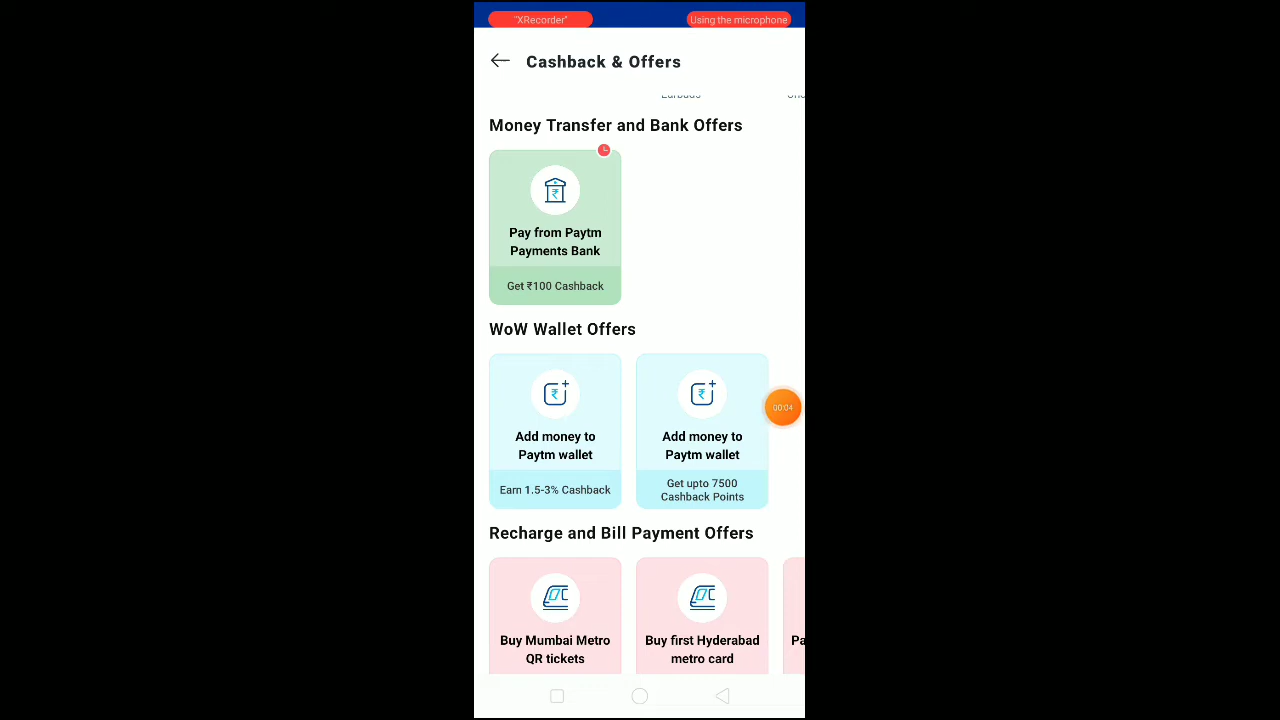 "XRecorder"
Using the microphone
Cashback & Offers
Earbuds
Money Transfer and Bank Offers
Pay from Paytm
Payments Bank
Get ₹100 Cashback
WoW Wallet Offers
Add money to
Paytm wallet
Earn 1.5-3% Cashback
Add money to
Paytm wallet
Get upto 7500
Cashback Points
00:04
Recharge and Bill Payment Offers
Buy Mumbai Metro
QR tickets
Buy first Hyderabad
metro card
Pa